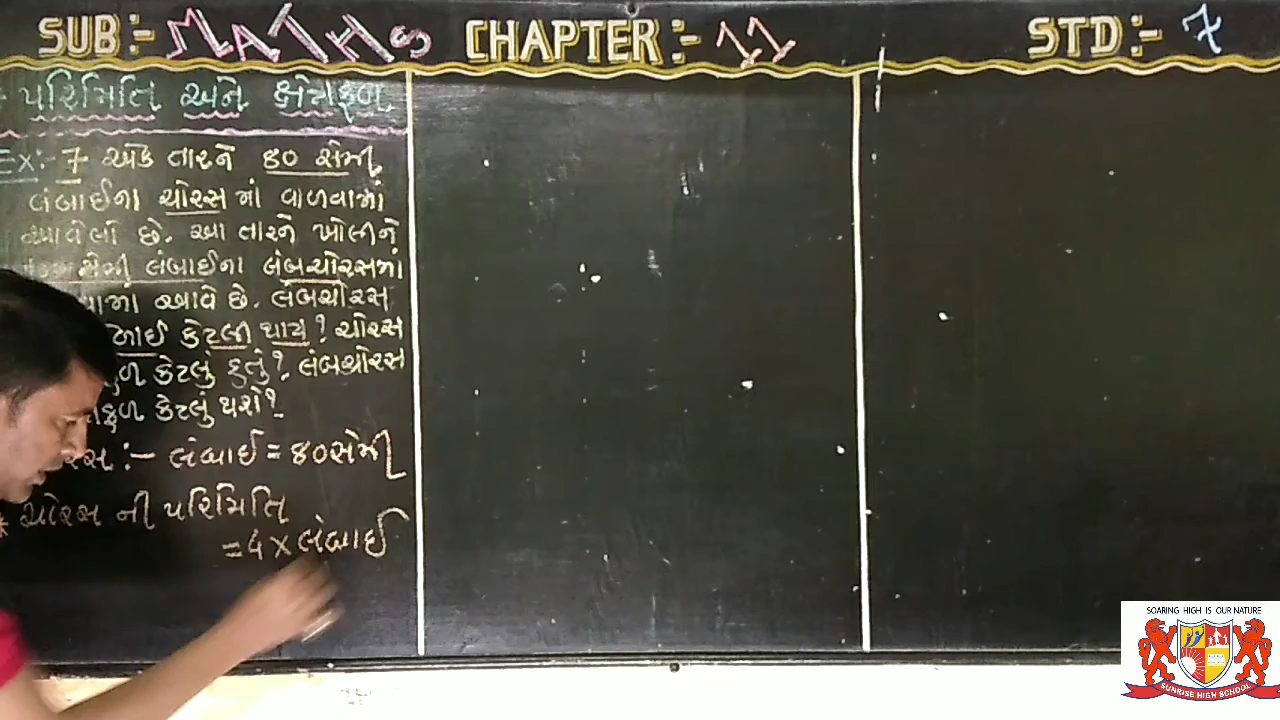 SUB:- MATHS CHAPTER:- 11 STD:- 7
પરિમિતિ અને ક્ષેત્રફળ
Ex:- 7 એક તારને ૪૦ સેમી
લંબાઈના ચોરસ માં વાળવામાં
આવેલો છે. આ તારને ખોલીને
સેમી લંબાઈના લંબચોરસમાં
આવે છે. લંબચોરસ
કેટલી થાય? ચોરસ
કેટલું હતું?, લંબચોરસ
કેટલું થશે?
:- લંબાઈ = ૪૦સેમી
* ચોરસ ની પરિમિતિ
= 4 × લંબાઈ
SOARING HIGH IS OUR NATURE
SUNRISE HIGH SCHOOL